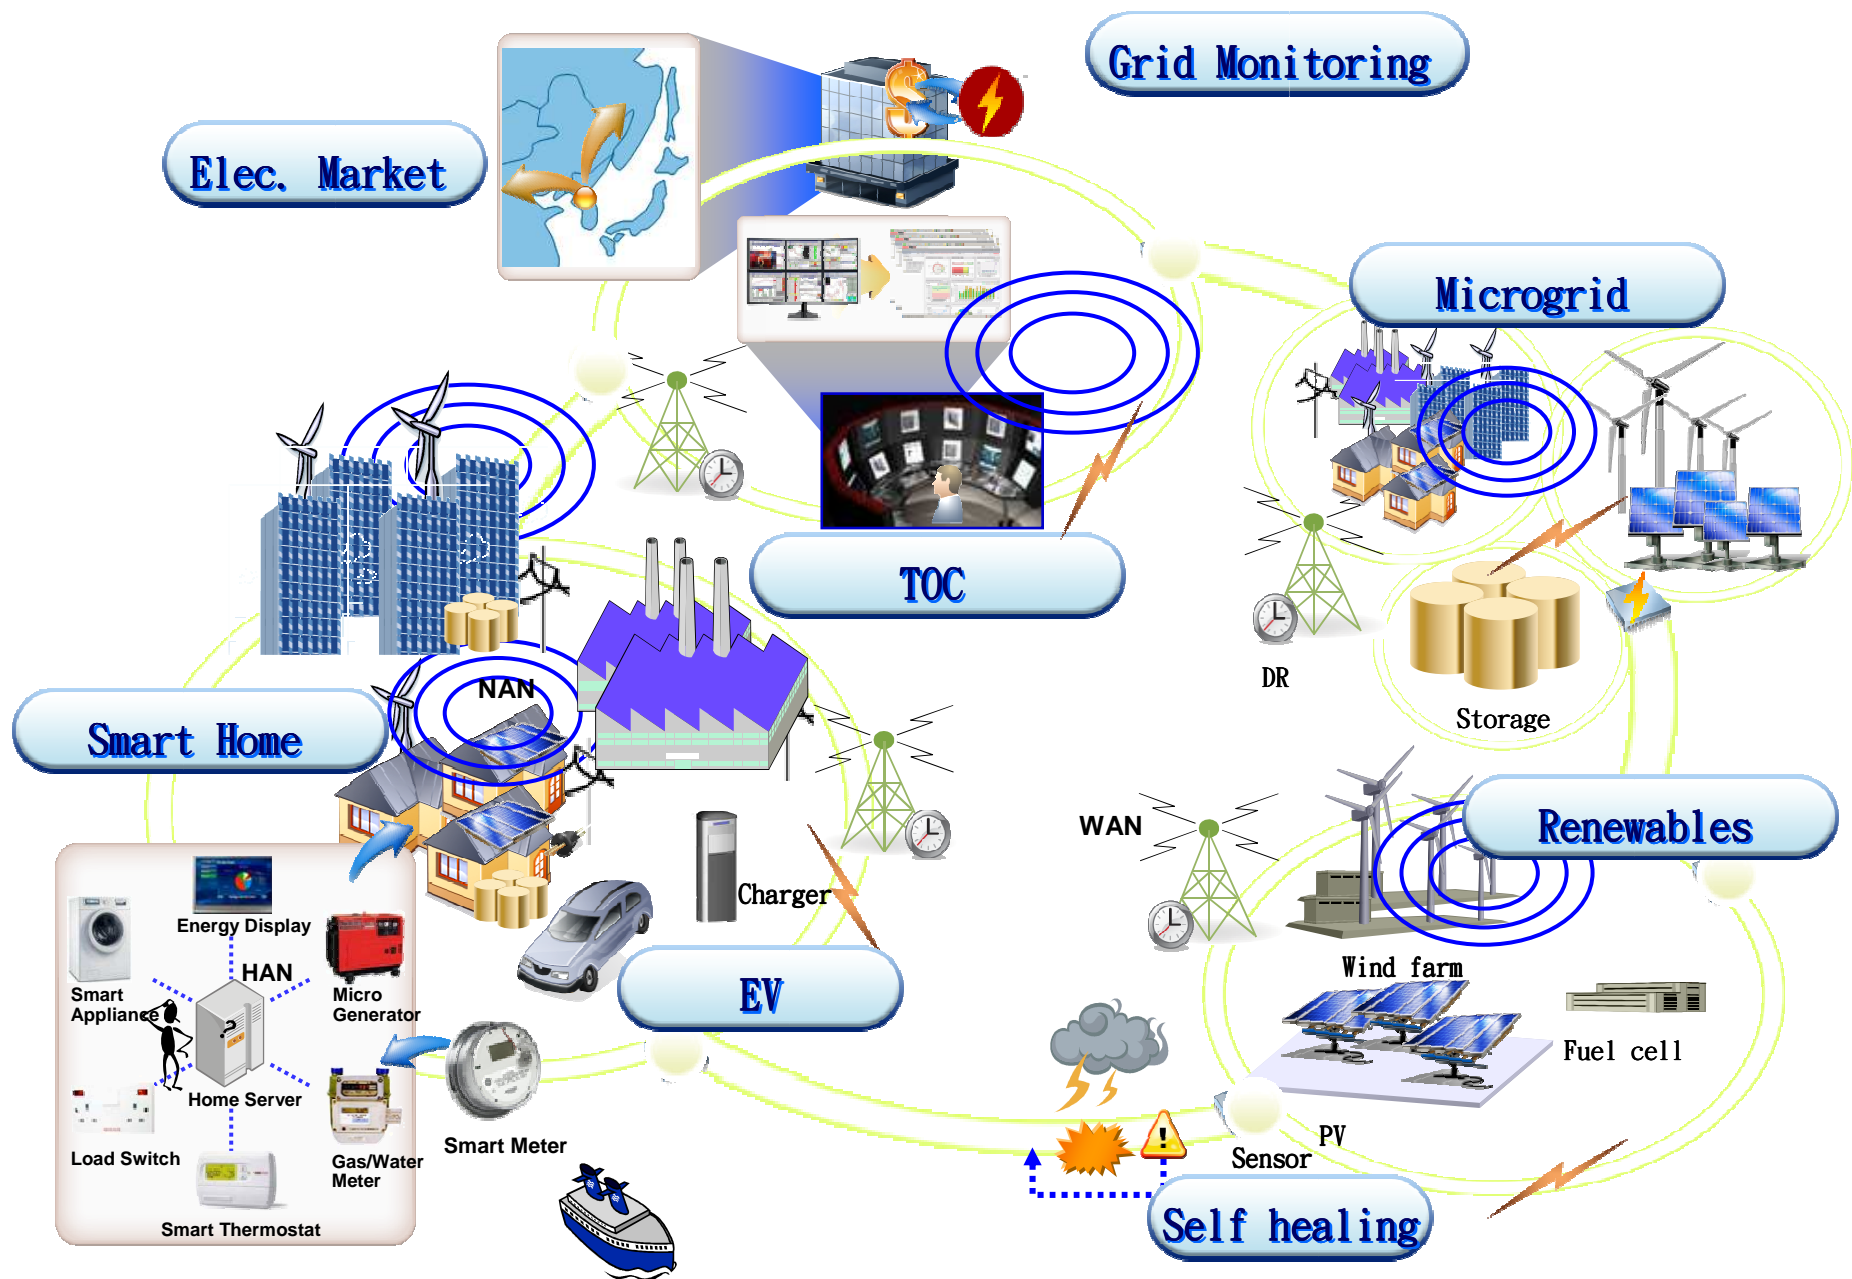 Grid Monitoring
Elec. Market
Microgrid
TOC
DR
NAN
Storage
Smart Home
WAN
Renewables
Charger
Energy Display
HAN
Wind farm
EV
Smart
Appliance
Micro
Generator
Fuel cell
Home Server
PV
Smart Meter
Load Switch
Gas/Water
Meter
Sensor
Smart Thermostat
Self healing